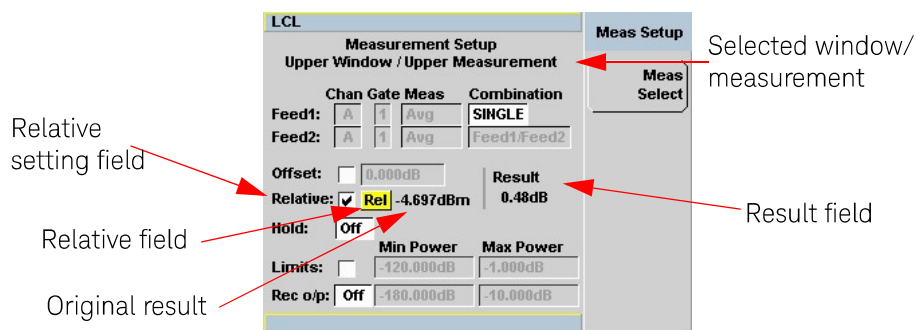 LCL
Measurement Setup
Upper Window / Upper Measurement
Chan Gate Meas Combination
Feed1: A 1 Avg SINGLE
Feed2: A 1 Avg Feed1/Feed2
Offset: 0.000dB
Result
Relative: Rel -4.697dBm 0.48dB
Hold: Off
Min Power Max Power
Limits: -120.000dB -1.000dB
Rec o/p: Off -180.000dB -10.000dB
Meas Setup
Meas
Select
Selected window/
measurement
Relative
setting field
Relative field
Original result
Result field